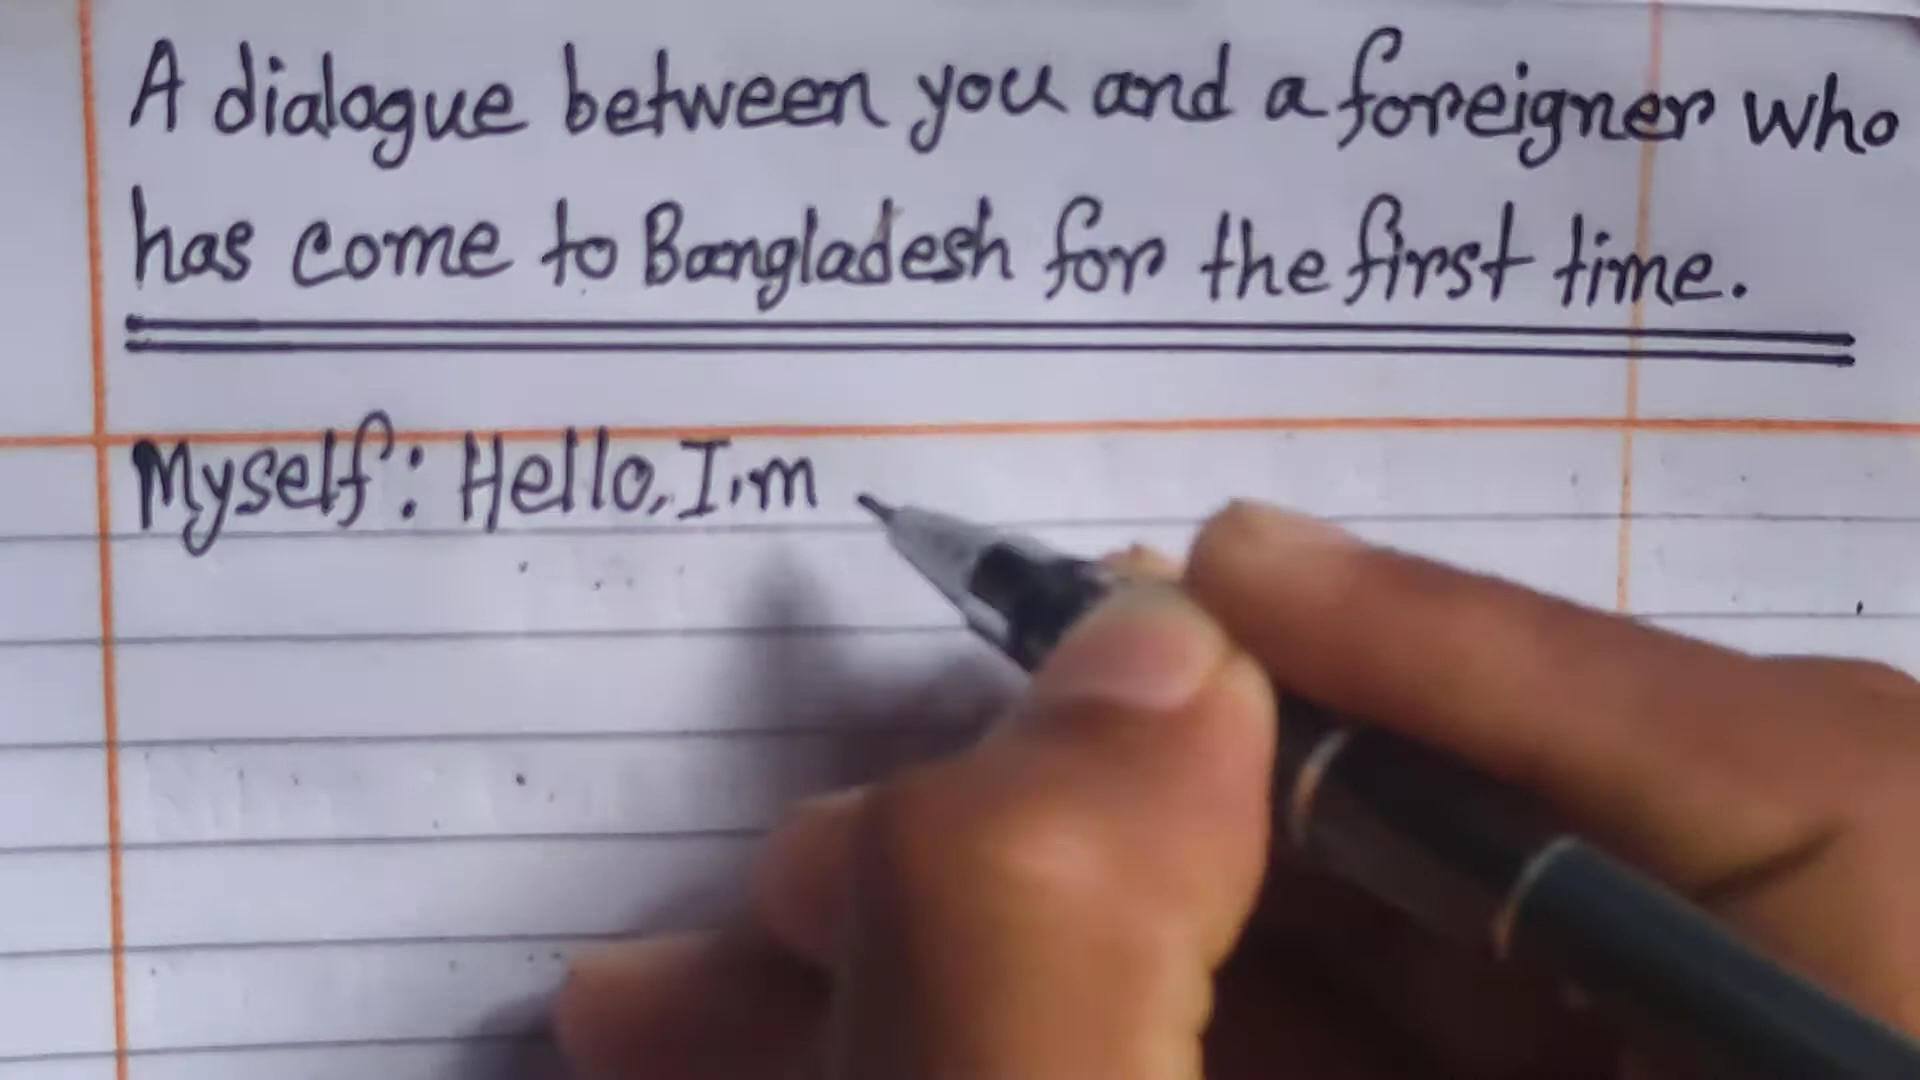 A dialogue between you and a foreigner who
has come to Bangladesh for the first time.
Myself: Hello, I'm